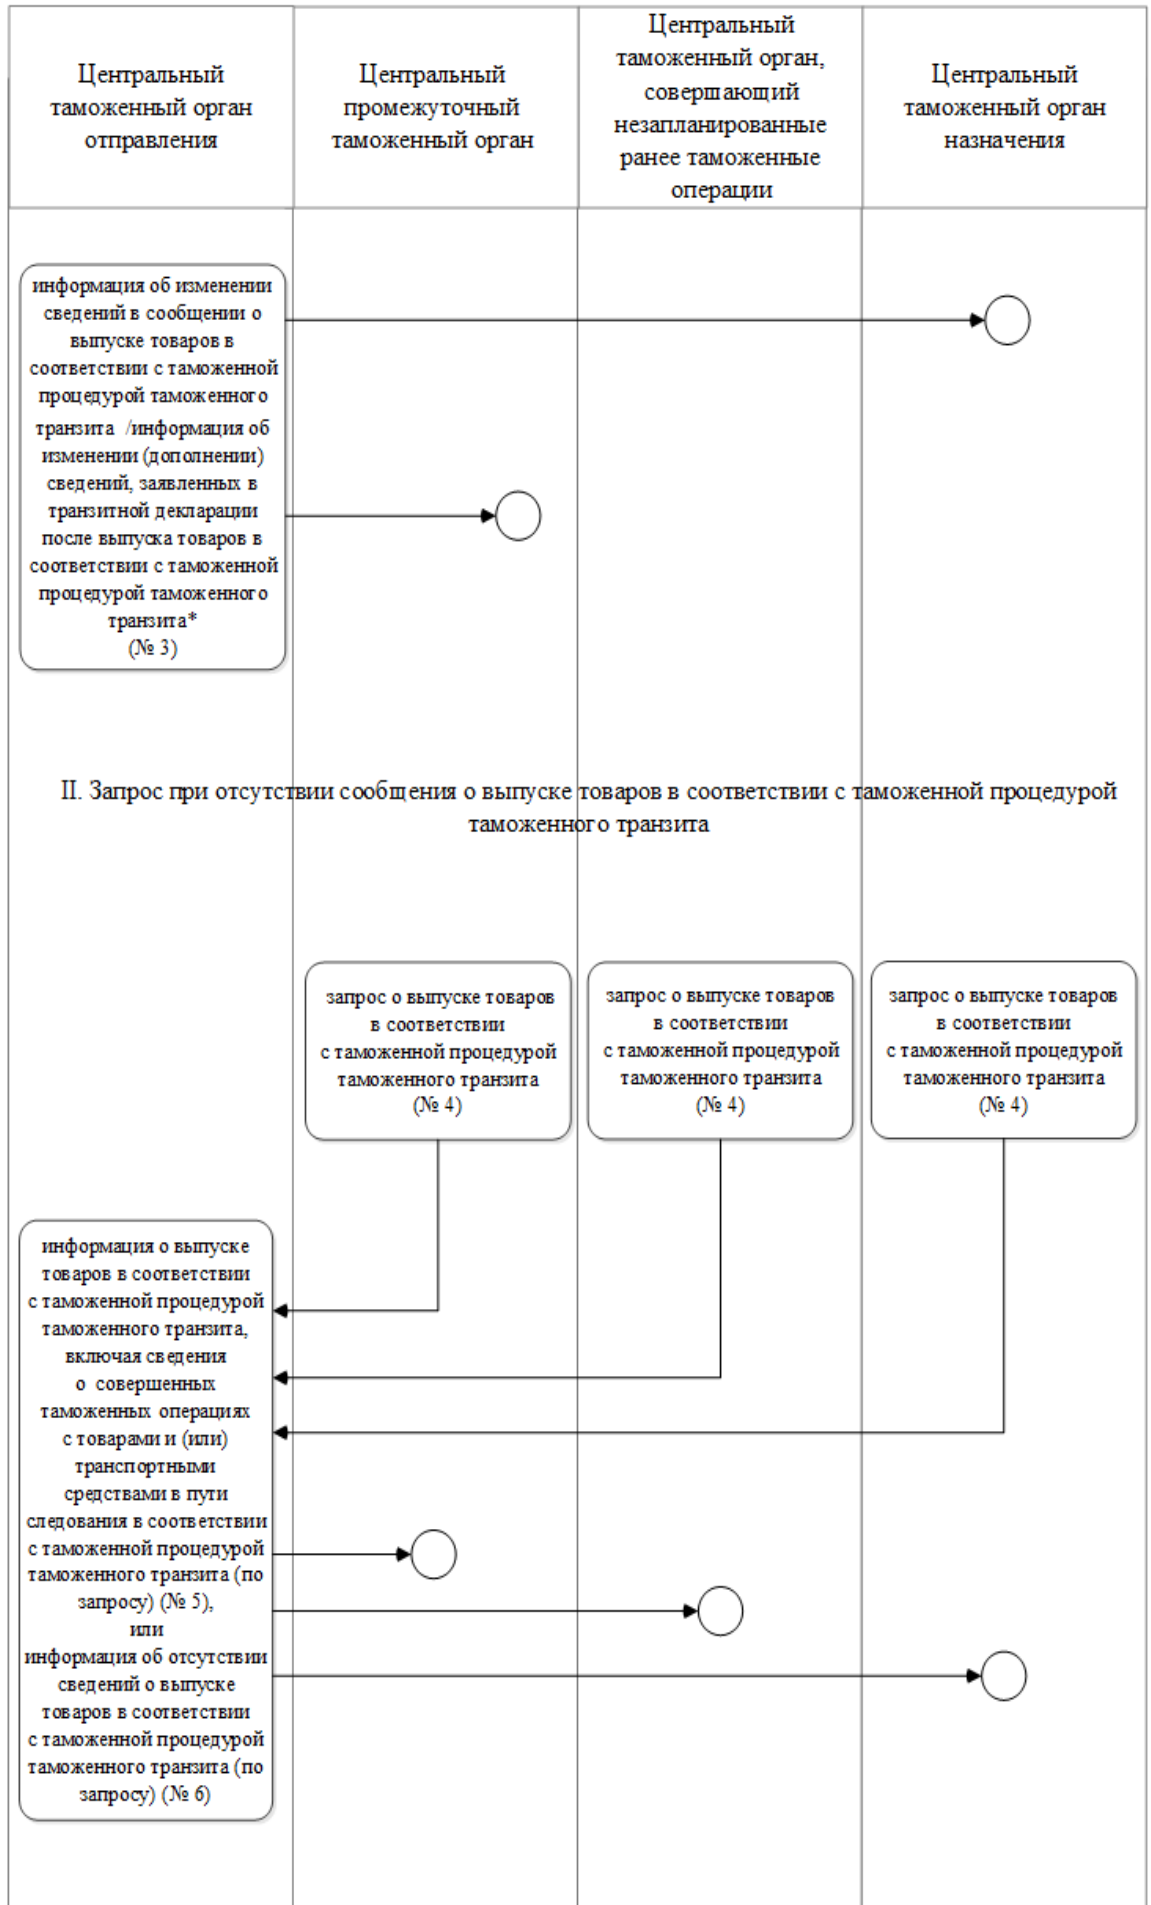 Центральный
таможенный орган
отправления
Центральный
промежуточный
таможенный орган
Центральный
таможенный орган,
совершающий
незапланированные
ранее таможенные
операции
Центральный
таможенный орган
назначения
информация об изменении
сведений в сообщении о
выпуске товаров в
соответствии с таможенной
процедурой таможенного
транзита /информация об
изменении (дополнении)
сведений, заявленных в
транзитной декларации
после выпуска товаров в
соответствии с таможенной
процедурой таможенного
транзита*
(№ 3)
II. Запрос при отсутствии сообщения о выпуске товаров в соответствии с таможенной процедурой
таможенного транзита
запрос о выпуске товаров
в соответствии
с таможенной процедурой
таможенного транзита
(№ 4)
запрос о выпуске товаров
в соответствии
с таможенной процедурой
таможенного транзита
(№ 4)
запрос о выпуске товаров
в соответствии
с таможенной процедурой
таможенного транзита
(№ 4)
информация о выпуске
товаров в соответствии
с таможенной процедурой
таможенного транзита,
включая сведения
о совершенных
таможенных операциях
с товарами и (или)
транспортными
средствами в пути
следования в соответствии
с таможенной процедурой
таможенного транзита (по
запросу) (№ 5),
или
информация об отсутствии
сведений о выпуске
товаров в соответствии
с таможенной процедурой
таможенного транзита (по
запросу) (№ 6)